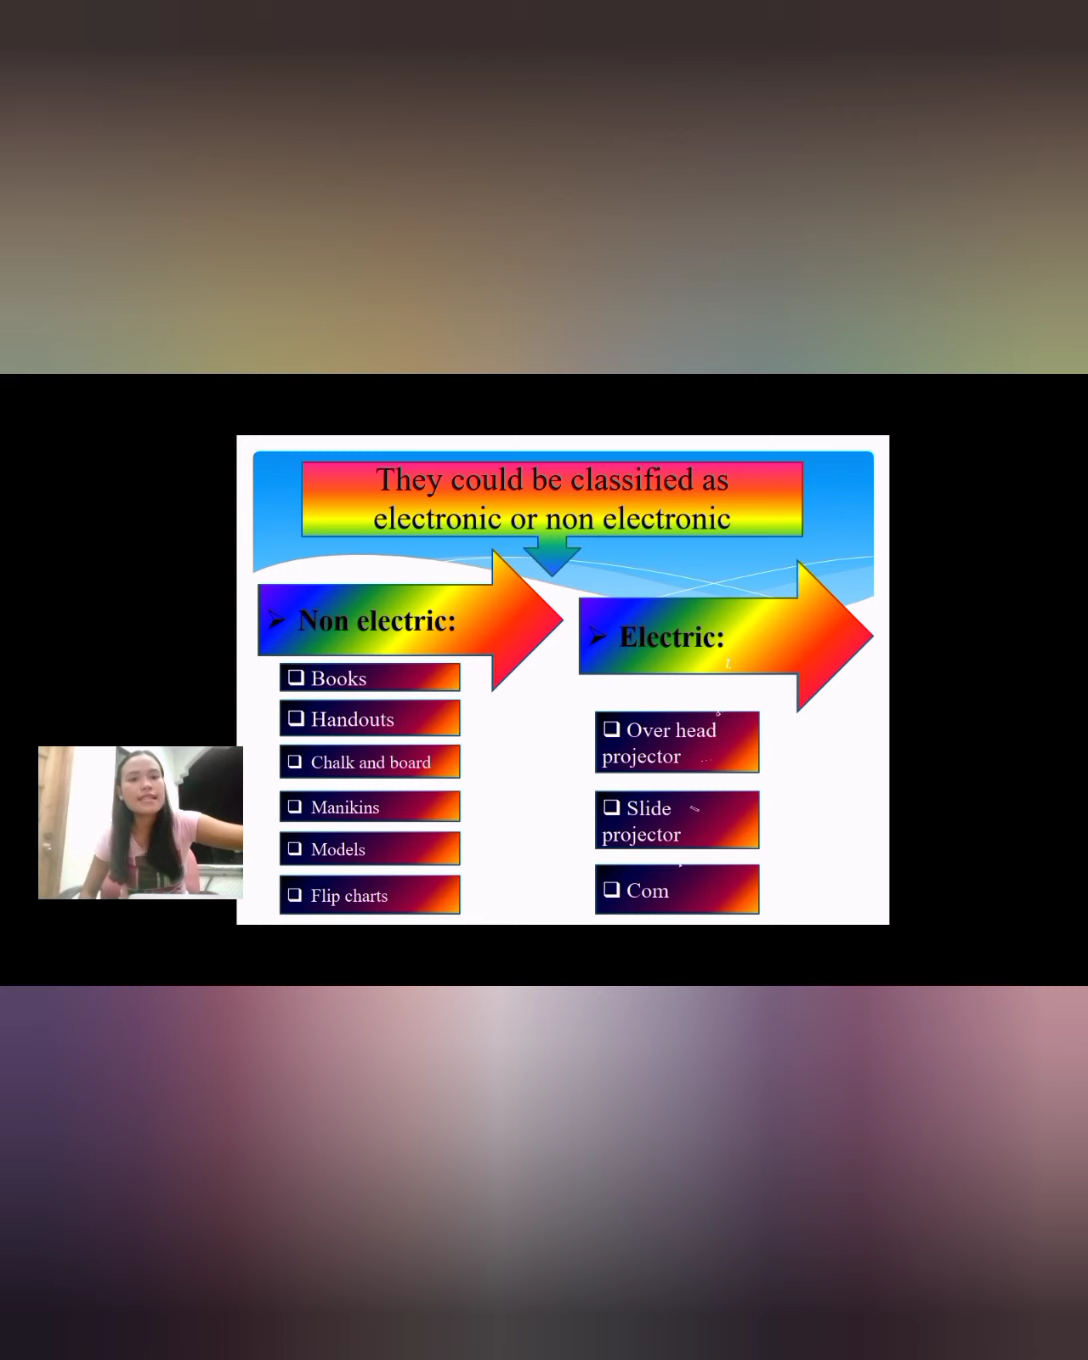 They could be classified as
electronic or non electronic
Non electric:
Books
Handouts
Chalk and board
Manikins
Models
Flip charts
Electric:
Over head
projector
Slide
projector
Com